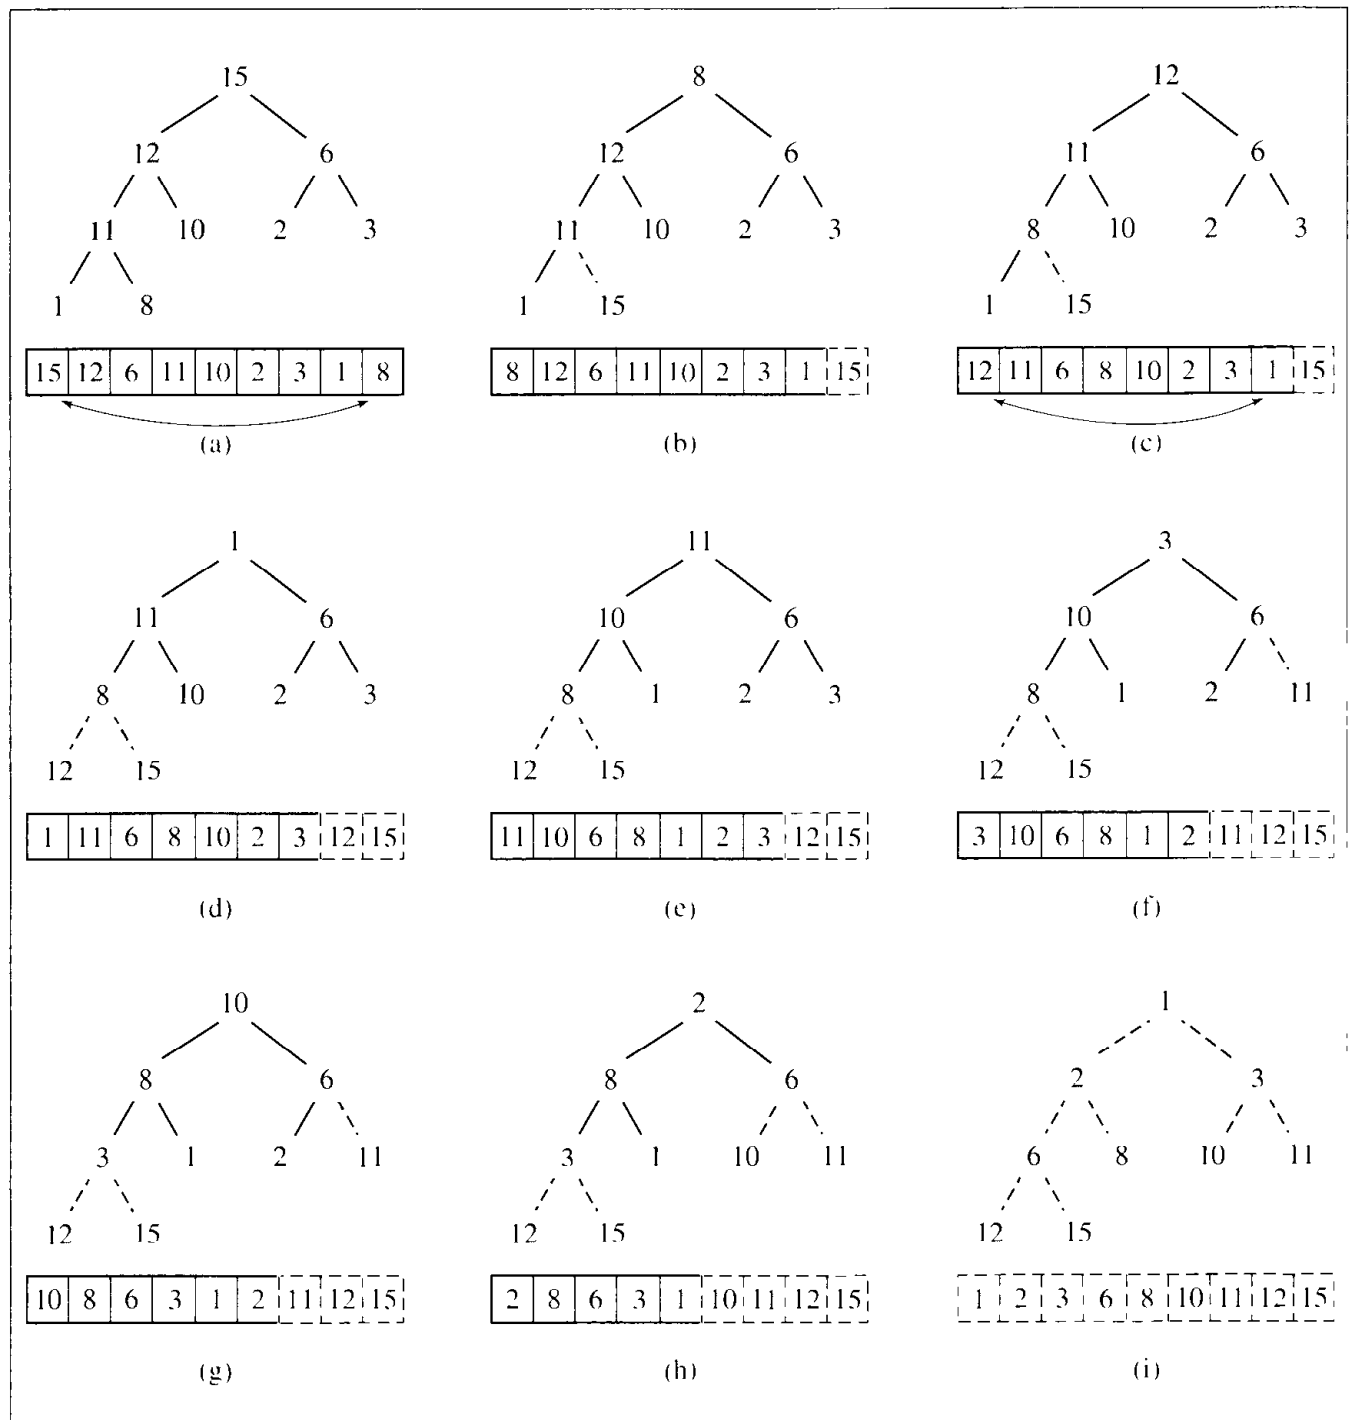 15 8 12
12 6 12 6 11 6
11 10 2 3 11 10 2 3 8 10 2 3
1 8 1 15 1 15
15 12 6 11 10 2 3 1 8 8 12 6 11 10 2 3 1 15 12 11 6 8 10 2 3 1 15
(a) (b) (c)
1 11 3
11 6 10 6 10 6
8 10 2 3 8 1 2 3 8 1 2 11
12 15 12 15 12 15
1 11 6 8 10 2 3 12 15 11 10 6 8 1 2 3 12 15 3 10 6 8 1 2 11 12 15
(d) (e) (f)
10 2 1
8 6 8 6 2 3
3 1 2 11 3 1 10 11 6 8 10 11
12 15 12 15 12 15
10 8 6 3 1 2 11 12 15 2 8 6 3 1 10 11 12 15 1 2 3 6 8 10 11 12 15
(g) (h) (i)